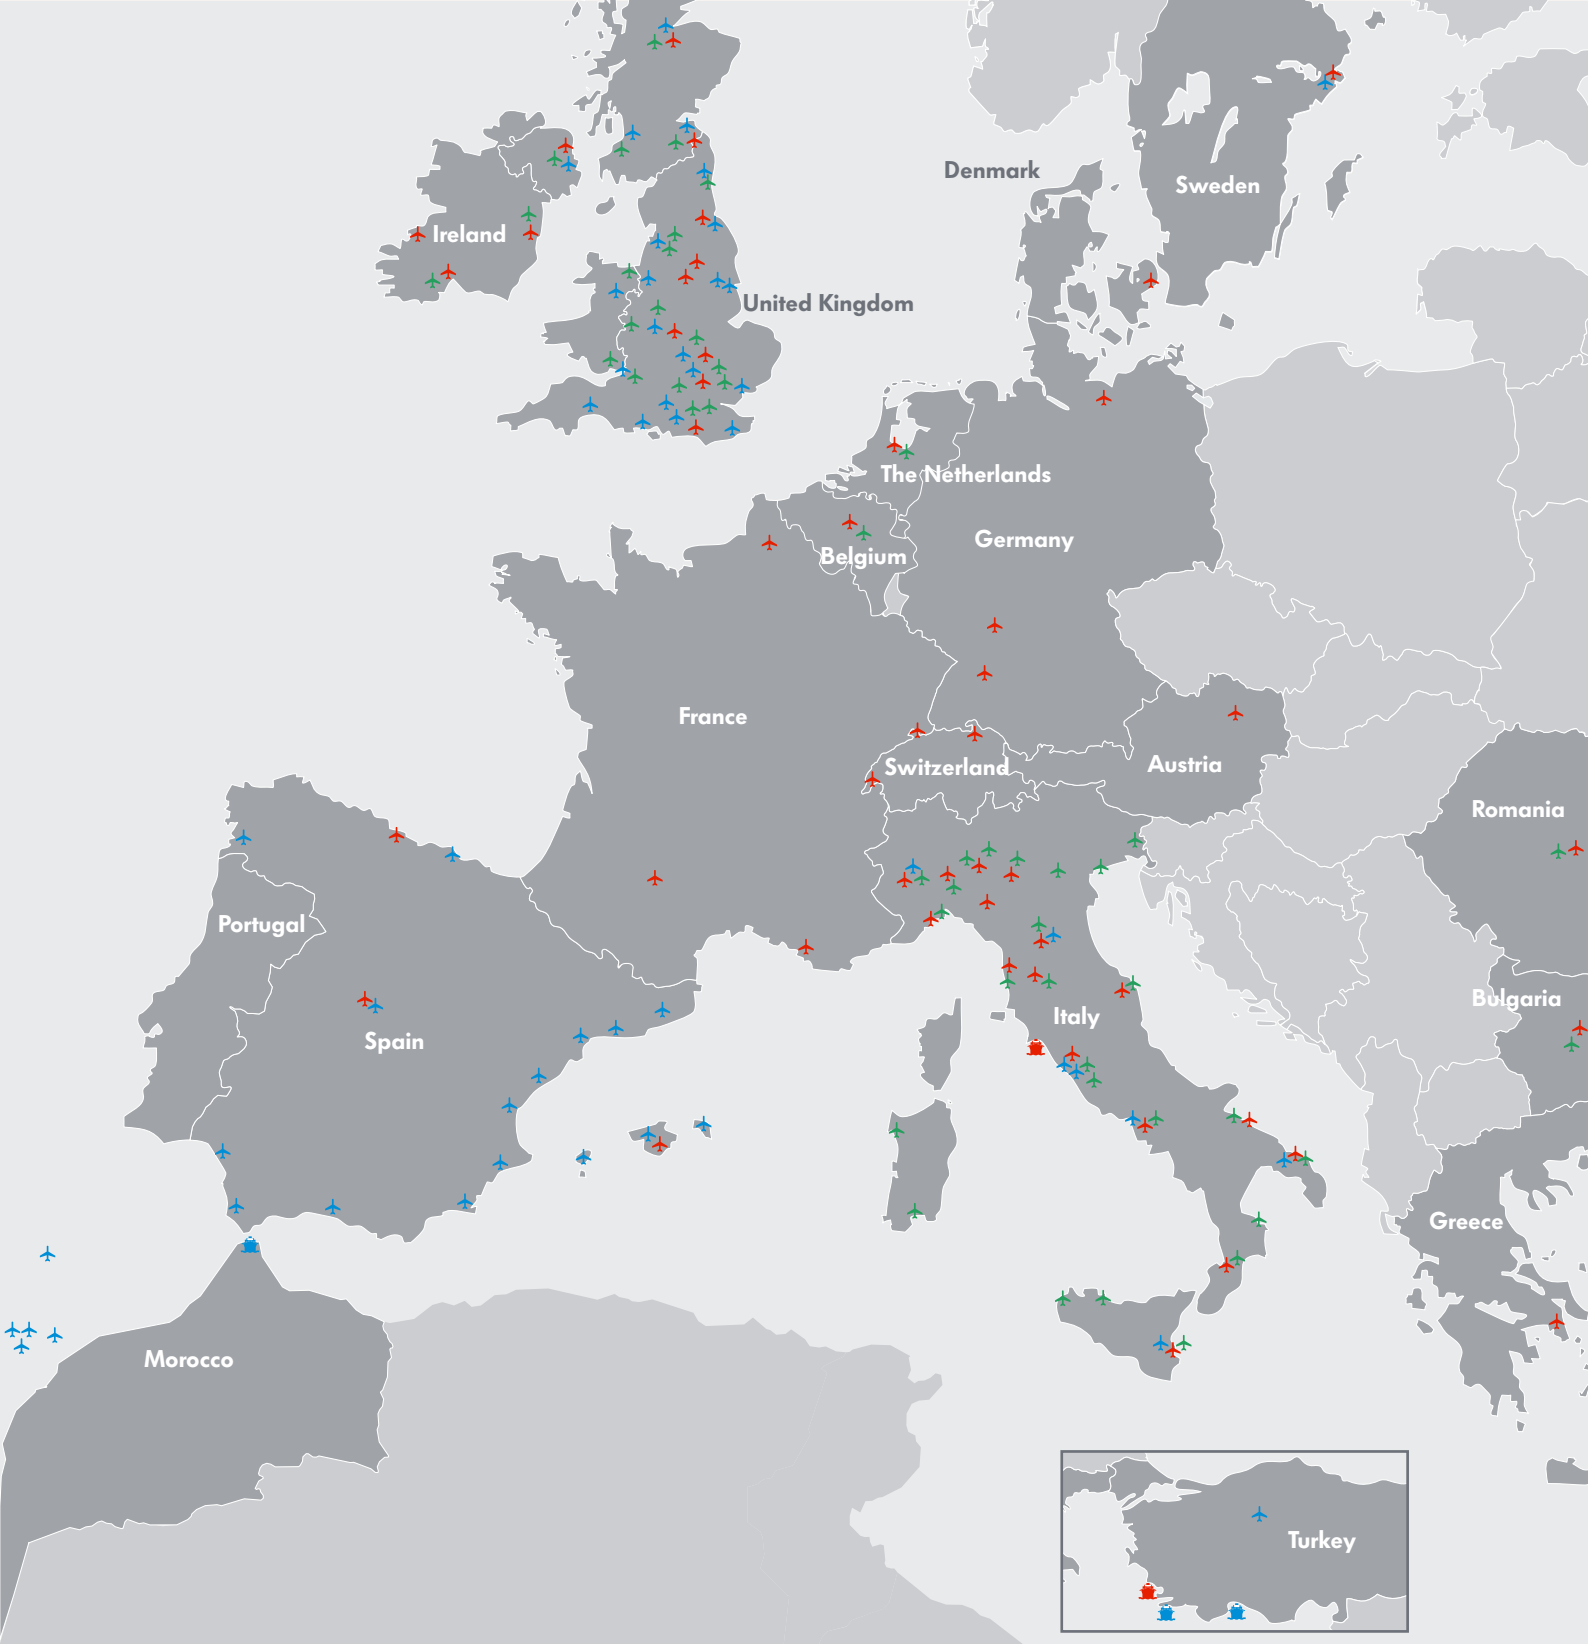 Denmark
Sweden
Ireland
United Kingdom
The Netherlands
Germany
Belgium
France
Switzerland
Austria
Romania
Portugal
Bulgaria
Italy
Spain
Greece
Morocco
Turkey